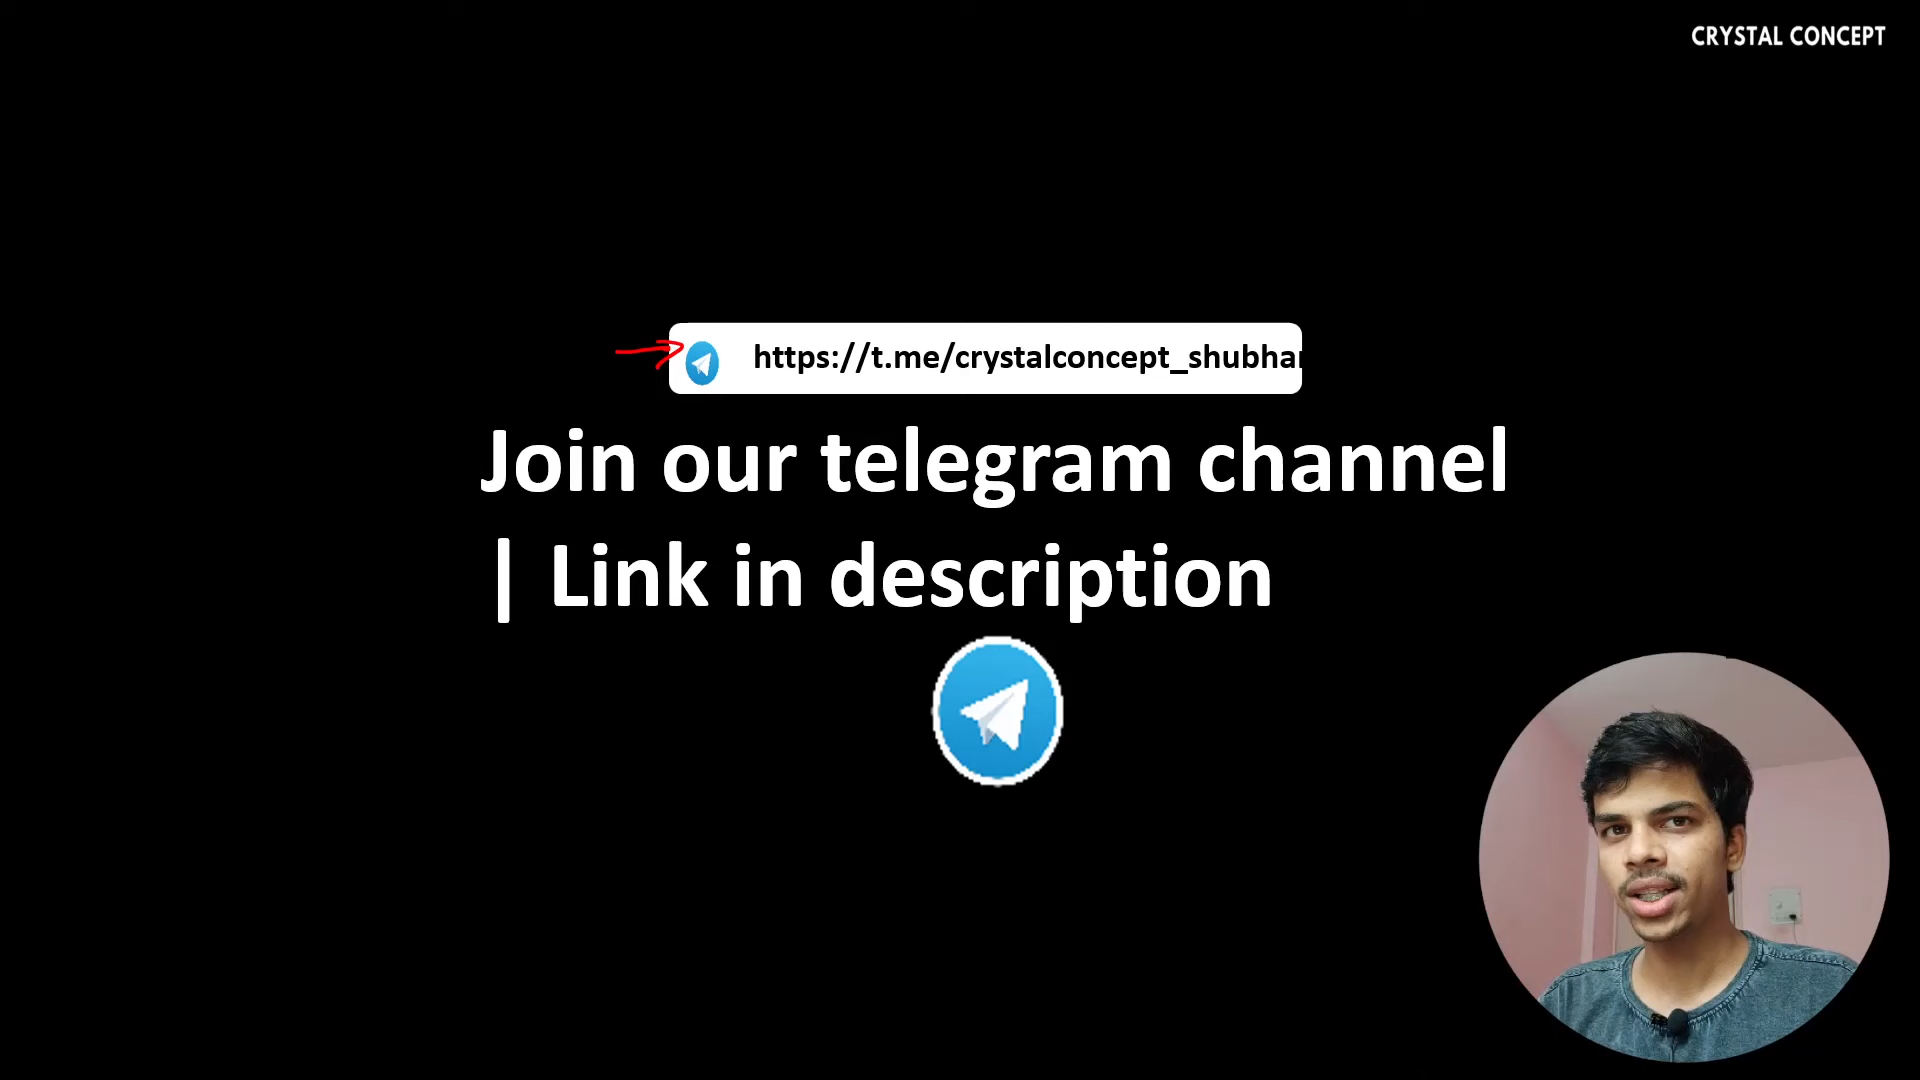 CRYSTAL CONCEPT
https://t.me/crystalconcept_shubha
Join our telegram channel
| Link in description